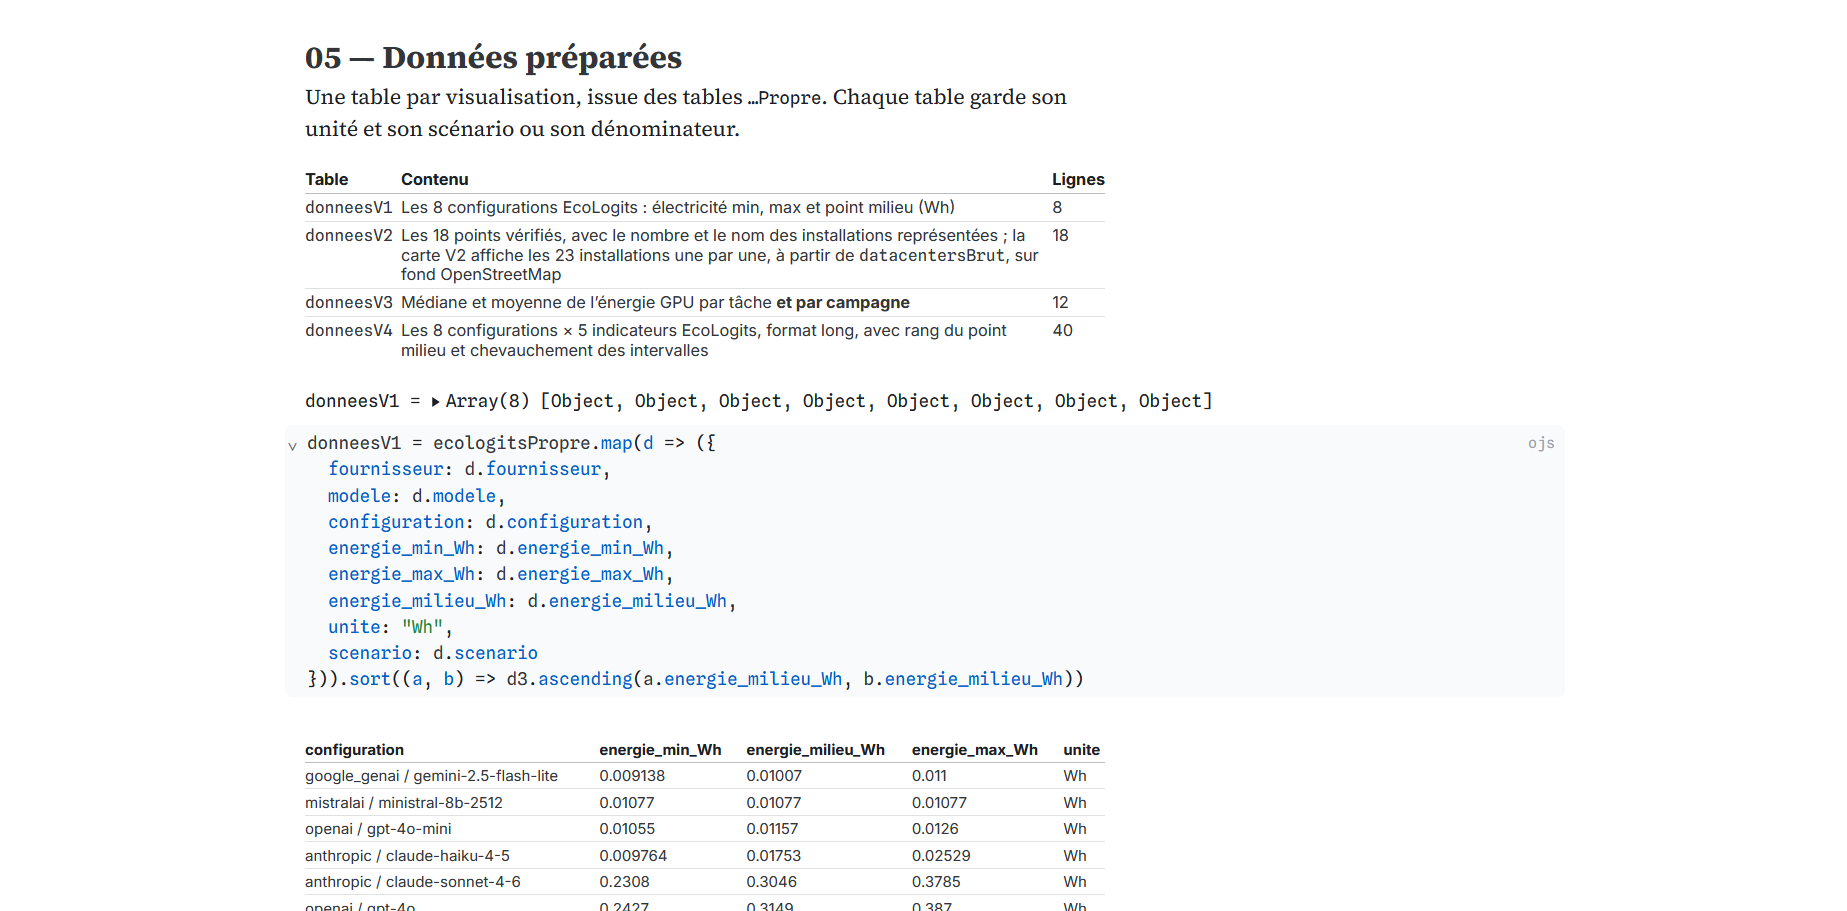 05 — Données préparées
Une table par visualisation, issue des tables …Propre. Chaque table garde son
unité et son scénario ou son dénominateur.
Table Contenu Lignes
donneesV1 Les 8 configurations EcoLogits : électricité min, max et point milieu (Wh) 8
donneesV2 Les 18 points vérifiés, avec le nombre et le nom des installations représentées ; la 18
carte V2 affiche les 23 installations une par une, à partir de datacentersBrut, sur
fond OpenStreetMap
donneesV3 Médiane et moyenne de l’énergie GPU par tâche et par campagne 12
donneesV4 Les 8 configurations × 5 indicateurs EcoLogits, format long, avec rang du point 40
milieu et chevauchement des intervalles
donneesV1 = ▸Array(8) [Object, Object, Object, Object, Object, Object, Object, Object]
donneesV1 = ecologitsPropre.map(d => ({ ojs
fournisseur: d.fournisseur,
modele: d.modele,
configuration: d.configuration,
energie_min_Wh: d.energie_min_Wh,
energie_max_Wh: d.energie_max_Wh,
energie_milieu_Wh: d.energie_milieu_Wh,
unite: "Wh",
scenario: d.scenario
})).sort((a, b) => d3.ascending(a.energie_milieu_Wh, b.energie_milieu_Wh))
configuration energie_min_Wh energie_milieu_Wh energie_max_Wh unite
google_genai / gemini-2.5-flash-lite 0.009138 0.01007 0.011 Wh
mistralai / ministral-8b-2512 0.01077 0.01077 0.01077 Wh
openai / gpt-4o-mini 0.01055 0.01157 0.0126 Wh
anthropic / claude-haiku-4-5 0.009764 0.01753 0.02529 Wh
anthropic / claude-sonnet-4-6 0.2308 0.3046 0.3785 Wh
openai / gpt-4o 0.2427 0.3149 0.387 Wh